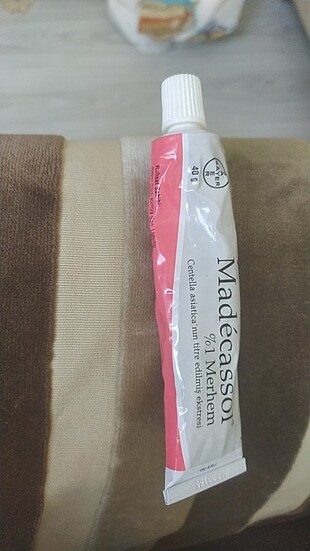 BAYER
40 g
Madécassol
%1 Merhem
Centella asiatica'nın titre edilmiş ekstresi